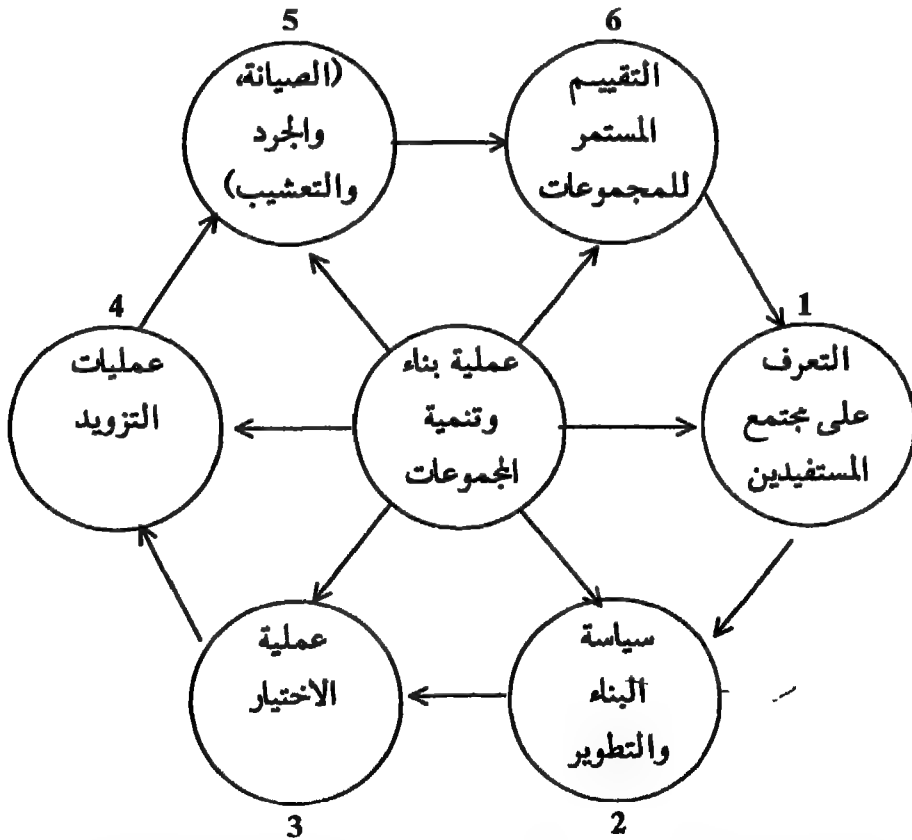 5
(الصيانة،
والجرد
والتعشيب)
6
التقييم
المستمر
للمجموعات
4
عمليات
التزويد
عملية بناء
وتنمية
المجموعات
1
التعرف
على مجتمع
المستفيدين
عملية
الاختيار
3
سياسة
البناء
والتطوير
2